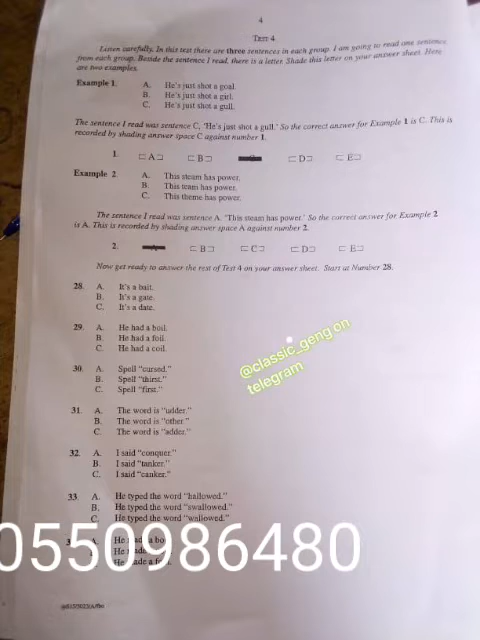 4
TEST 4
Listen carefully. In this test there are three sentences in each group. I am going to read one sentence
from each group. Beside the sentence I read, there is a letter. Shade this letter on your answer sheet. Here
are two examples.
Example 1. A. He's just shot a goal.
B. He's just shot a girl.
C. He's just shot a gull.
The sentence I read was sentence C, 'He's just shot a gull.' So the correct answer for Example 1 is C. This is
recorded by shading answer space C against number 1.
1. ⊏A⊐ ⊏B⊐ ⊏D⊐ ⊏E⊐
Example 2. A. This steam has power.
B. This team has power.
C. This theme has power.
The sentence I read was sentence A. 'This steam has power.' So the correct answer for Example 2
is A. This is recorded by shading answer space A against number 2.
2. ⊏B⊐ ⊏C⊐ ⊏D⊐ ⊏E⊐
Now get ready to answer the rest of Test 4 on your answer sheet. Start at Number 28.
28. A. It's a bait.
B. It's a gate.
C. It's a date.
29. A. He had a boil.
B. He had a foil.
C. He had a coil.
@classic_geng on
telegram
30. A. Spell "cursed."
B. Spell "thirst."
C. Spell "first."
31. A. The word is "udder."
B. The word is "other."
C. The word is "adder."
32. A. I said "conquer."
B. I said "tanker."
C. I said "canker."
33. A. He typed the word "hallowed."
B. He typed the word "swallowed."
C. He typed the word "wallowed."
He
0550986480
He
He